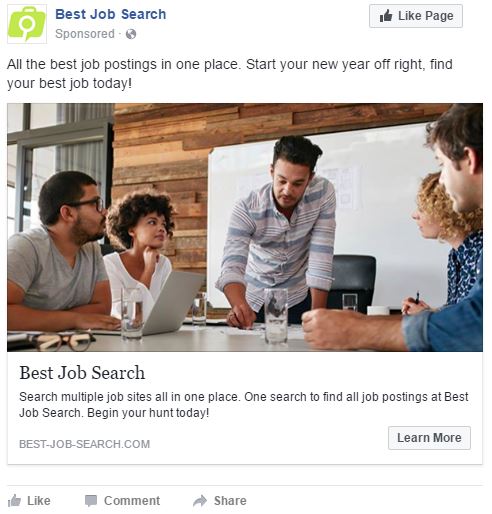 Best Job Search
Like Page
Sponsored ·
All the best job postings in one place. Start your new year off right, find
your best job today!
Best Job Search
Search multiple job sites all in one place. One search to find all job postings at Best
Job Search. Begin your hunt today!
BEST-JOB-SEARCH.COM
Learn More
Like
Comment
Share